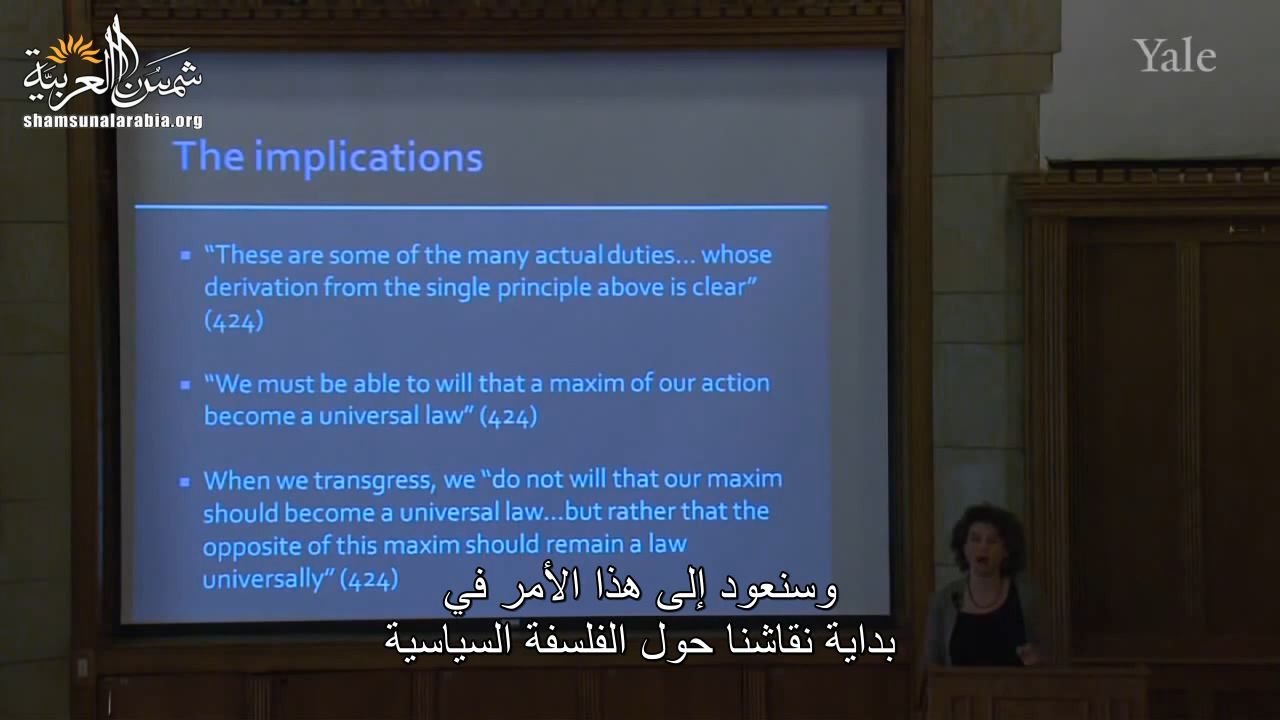 شمسُ العربيَّة
shamsunalarabia.org
Yale
The implications
“These are some of the many actual duties... whose
derivation from the single principle above is clear”
(424)
“We must be able to will that a maxim of our action
become a universal law” (424)
When we transgress, we “do not will that our maxim
should become a universal law...but rather that the
opposite of this maxim should remain a law
universally” (424)
وسنعود إلى هذا الأمر في
بداية نقاشنا حول الفلسفة السياسية